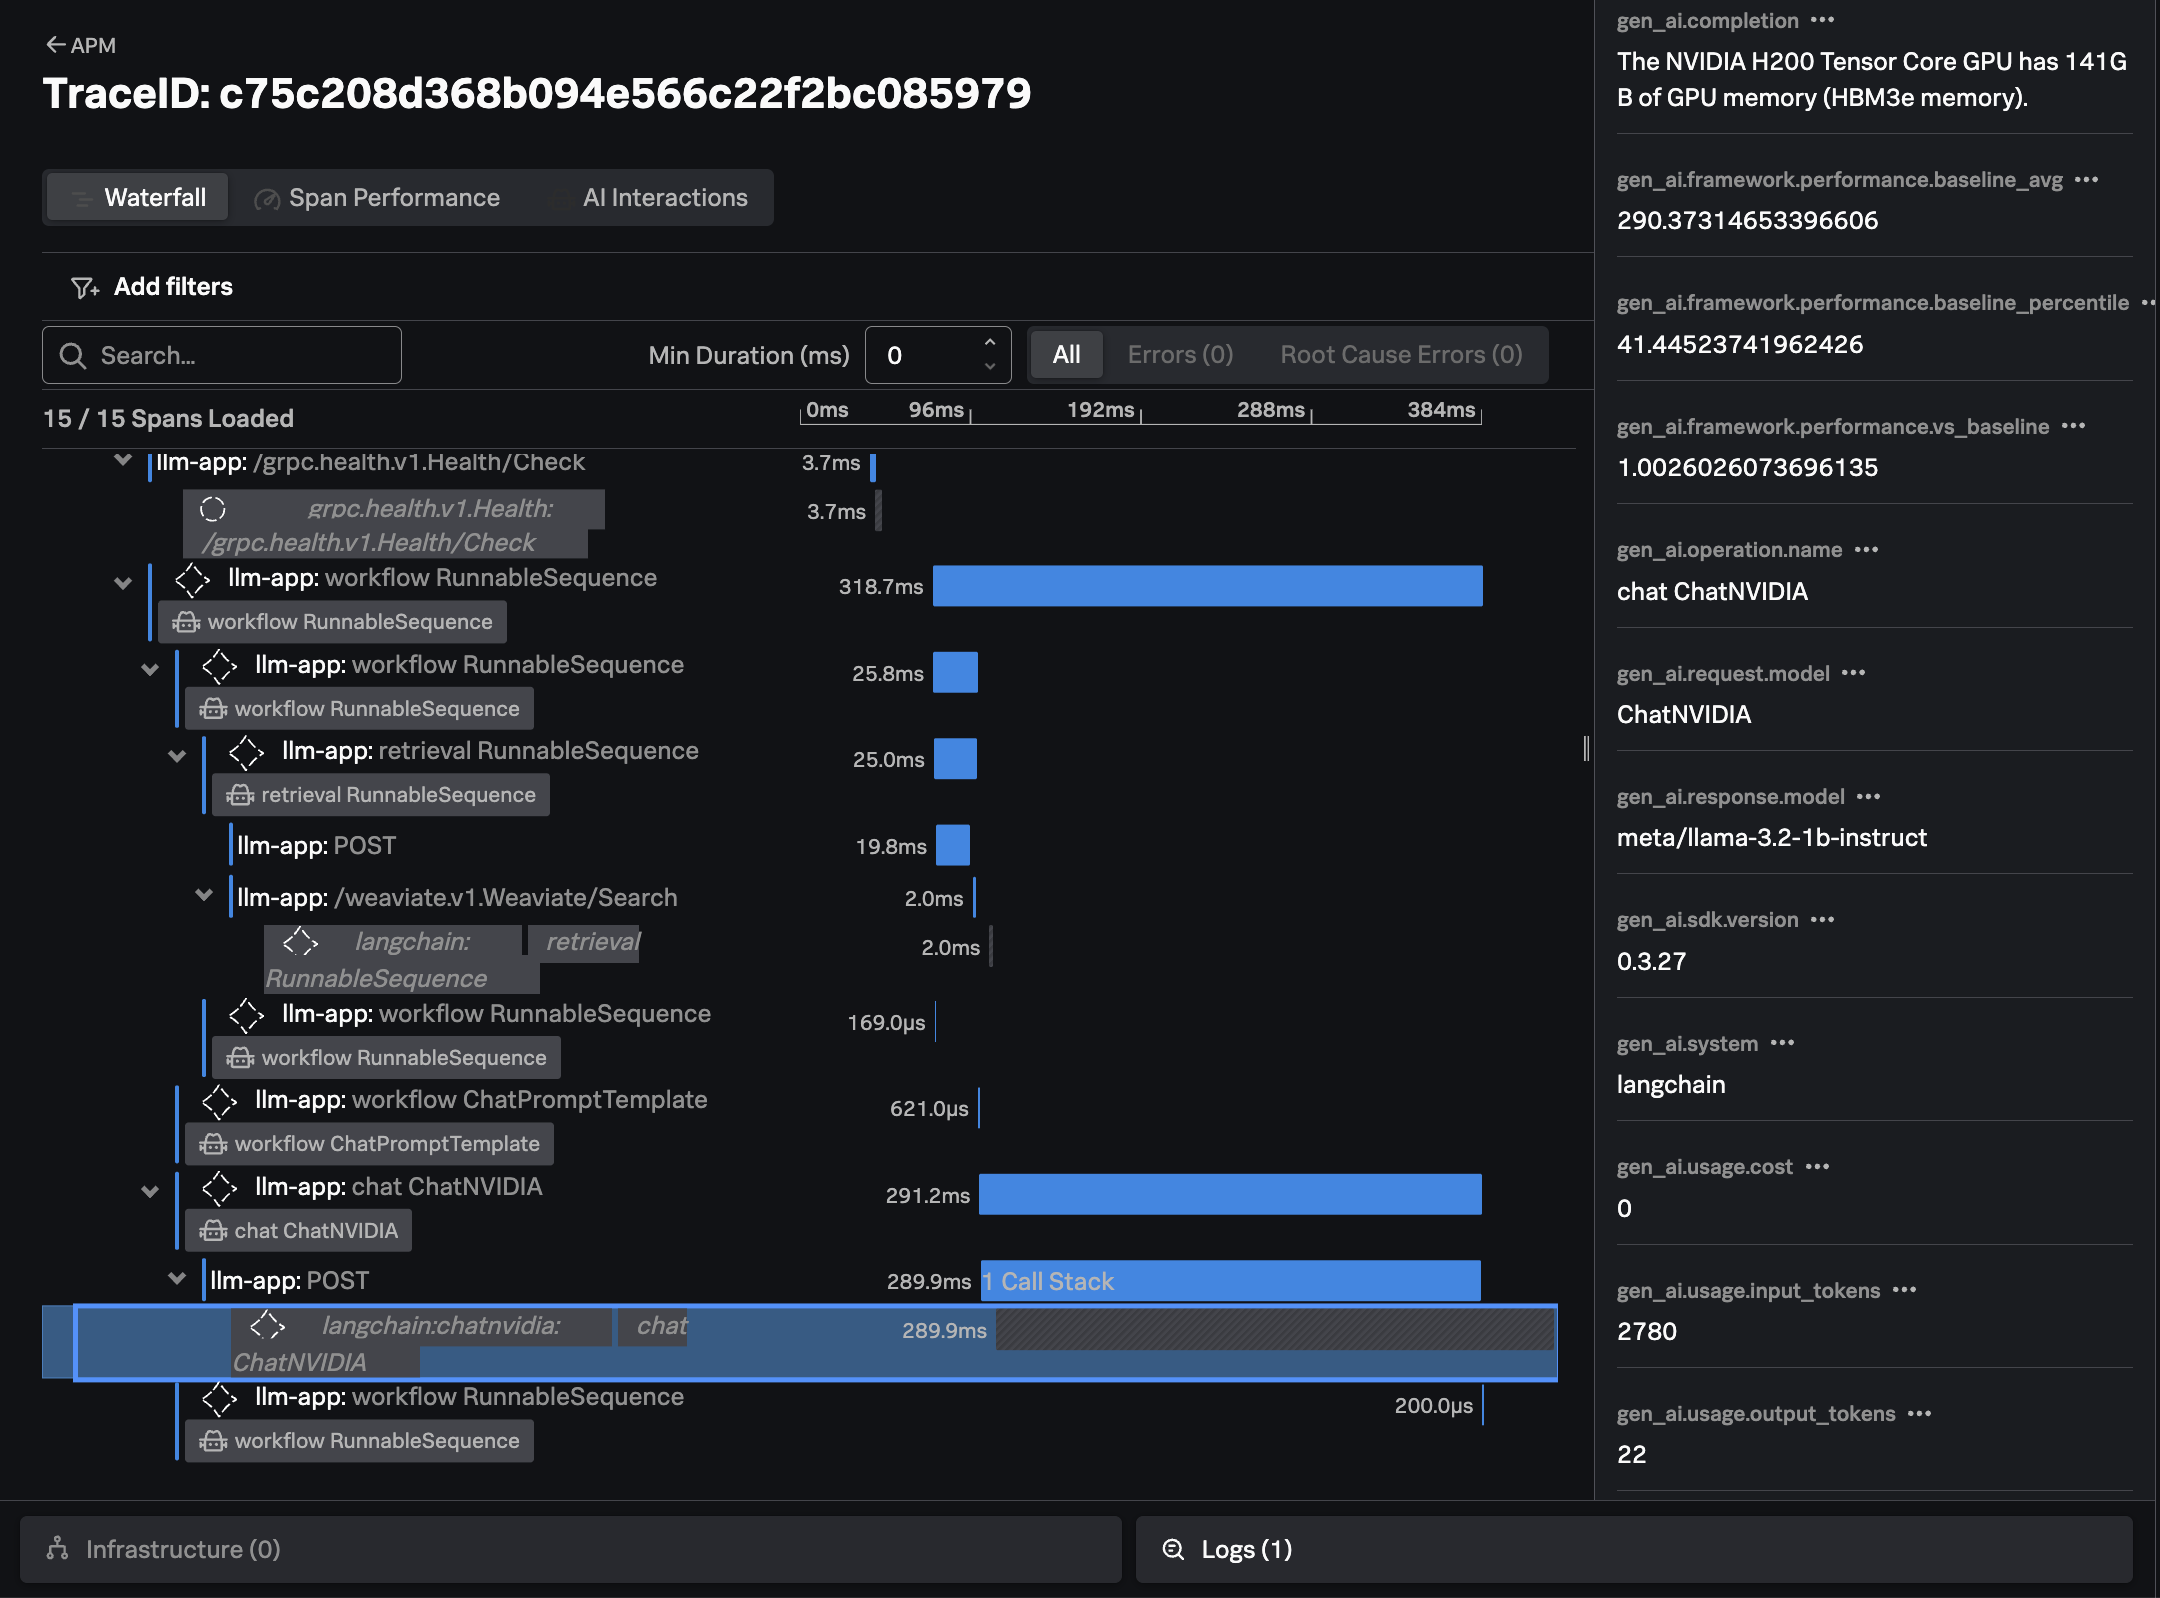 APM
TraceID: c75c208d368b094e566c22f2bc085979
Waterfall
Span Performance
AI Interactions
Add filters
Search...
Min Duration (ms)
0
All
Errors (0)
Root Cause Errors (0)
15 / 15 Spans Loaded
0ms
96ms
192ms
288ms
384ms
llm-app: /grpc.health.v1.Health/Check
3.7ms
grpc.health.v1.Health:
/grpc.health.v1.Health/Check
3.7ms
llm-app: workflow RunnableSequence
318.7ms
workflow RunnableSequence
llm-app: workflow RunnableSequence
25.8ms
workflow RunnableSequence
llm-app: retrieval RunnableSequence
25.0ms
retrieval RunnableSequence
llm-app: POST
19.8ms
llm-app: /weaviate.v1.Weaviate/Search
2.0ms
langchain: retrieval
RunnableSequence
2.0ms
llm-app: workflow RunnableSequence
169.0µs
workflow RunnableSequence
llm-app: workflow ChatPromptTemplate
621.0µs
workflow ChatPromptTemplate
llm-app: chat ChatNVIDIA
291.2ms
chat ChatNVIDIA
llm-app: POST
289.9ms
1 Call Stack
langchain:chatnvidia: chat
ChatNVIDIA
289.9ms
llm-app: workflow RunnableSequence
200.0µs
workflow RunnableSequence
gen_ai.completion
The NVIDIA H200 Tensor Core GPU has 141G
B of GPU memory (HBM3e memory).
gen_ai.framework.performance.baseline_avg
290.37314653396606
gen_ai.framework.performance.baseline_percentile
41.44523741962426
gen_ai.framework.performance.vs_baseline
1.0026026073696135
gen_ai.operation.name
chat ChatNVIDIA
gen_ai.request.model
ChatNVIDIA
gen_ai.response.model
meta/llama-3.2-1b-instruct
gen_ai.sdk.version
0.3.27
gen_ai.system
langchain
gen_ai.usage.cost
0
gen_ai.usage.input_tokens
2780
gen_ai.usage.output_tokens
22
Infrastructure (0)
Logs (1)